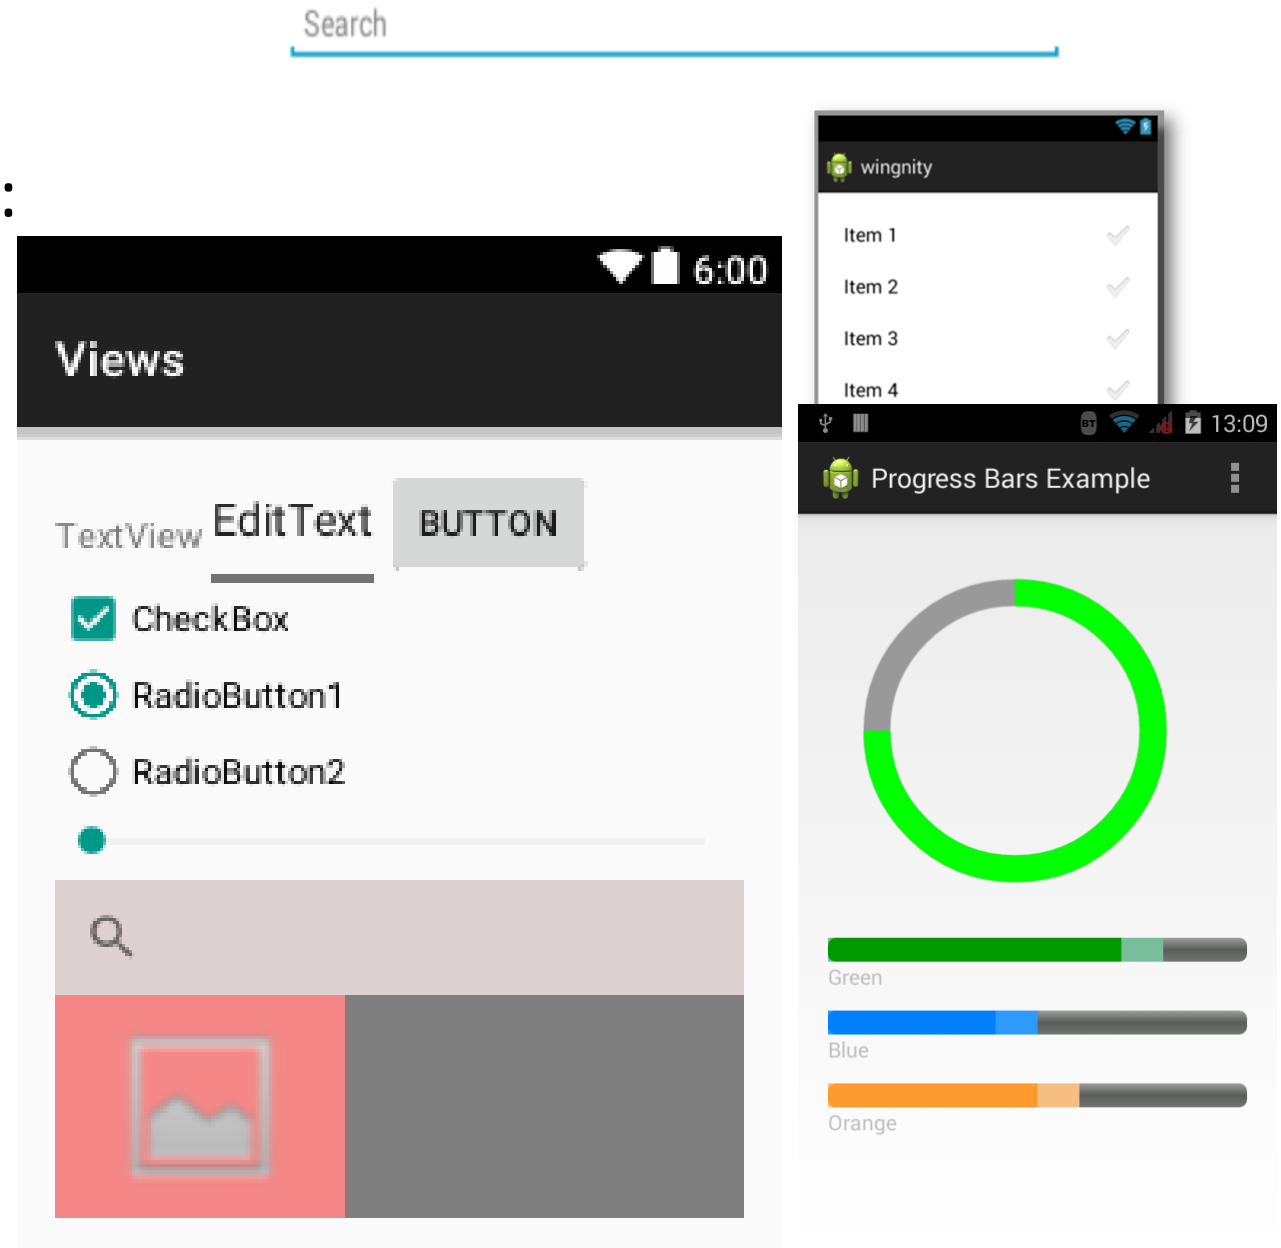 Search
:
wingnity
Item 1
Item 2
Item 3
Item 4
6:00
Views
TextView EditText BUTTON
CheckBox
RadioButton1
RadioButton2
BT 13:09
Progress Bars Example
Green
Blue
Orange